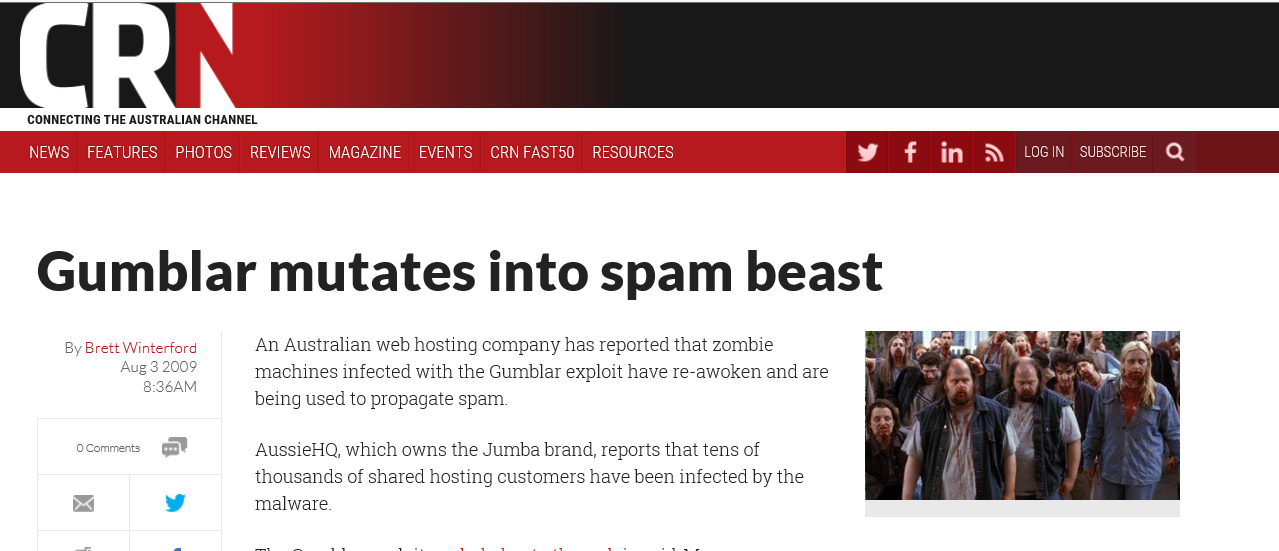 CRN
CONNECTING THE AUSTRALIAN CHANNEL
NEWS FEATURES PHOTOS REVIEWS MAGAZINE EVENTS CRN FAST50 RESOURCES LOG IN SUBSCRIBE
Gumblar mutates into spam beast
By Brett Winterford
Aug 3 2009
8:36AM
0 Comments
An Australian web hosting company has reported that zombie
machines infected with the Gumblar exploit have re-awoken and are
being used to propagate spam.
AussieHQ, which owns the Jumba brand, reports that tens of
thousands of shared hosting customers have been infected by the
malware.